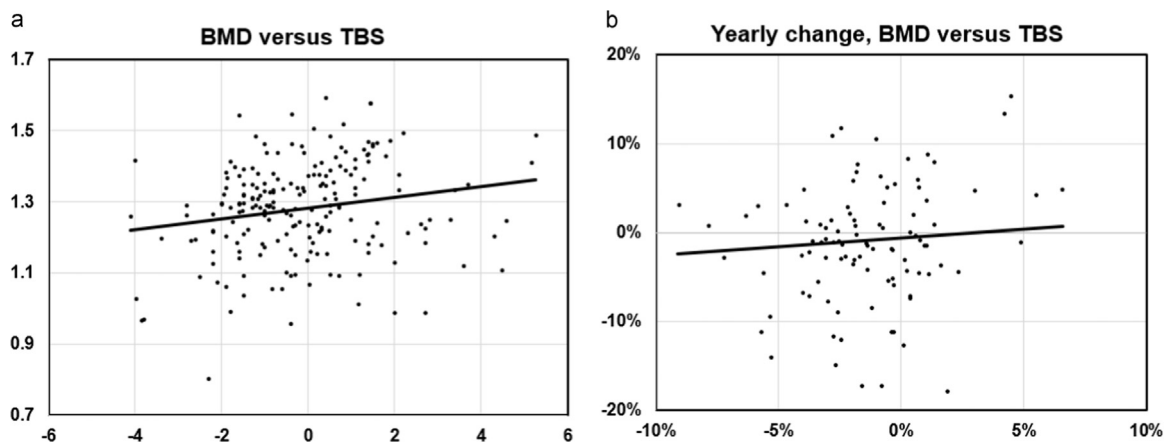 a
BMD versus TBS
1.7
1.5
1.3
1.1
0.9
0.7
-6 -4 -2 0 2 4 6
b
Yearly change, BMD versus TBS
20%
10%
0%
-10%
-20%
-10% -5% 0% 5% 10%